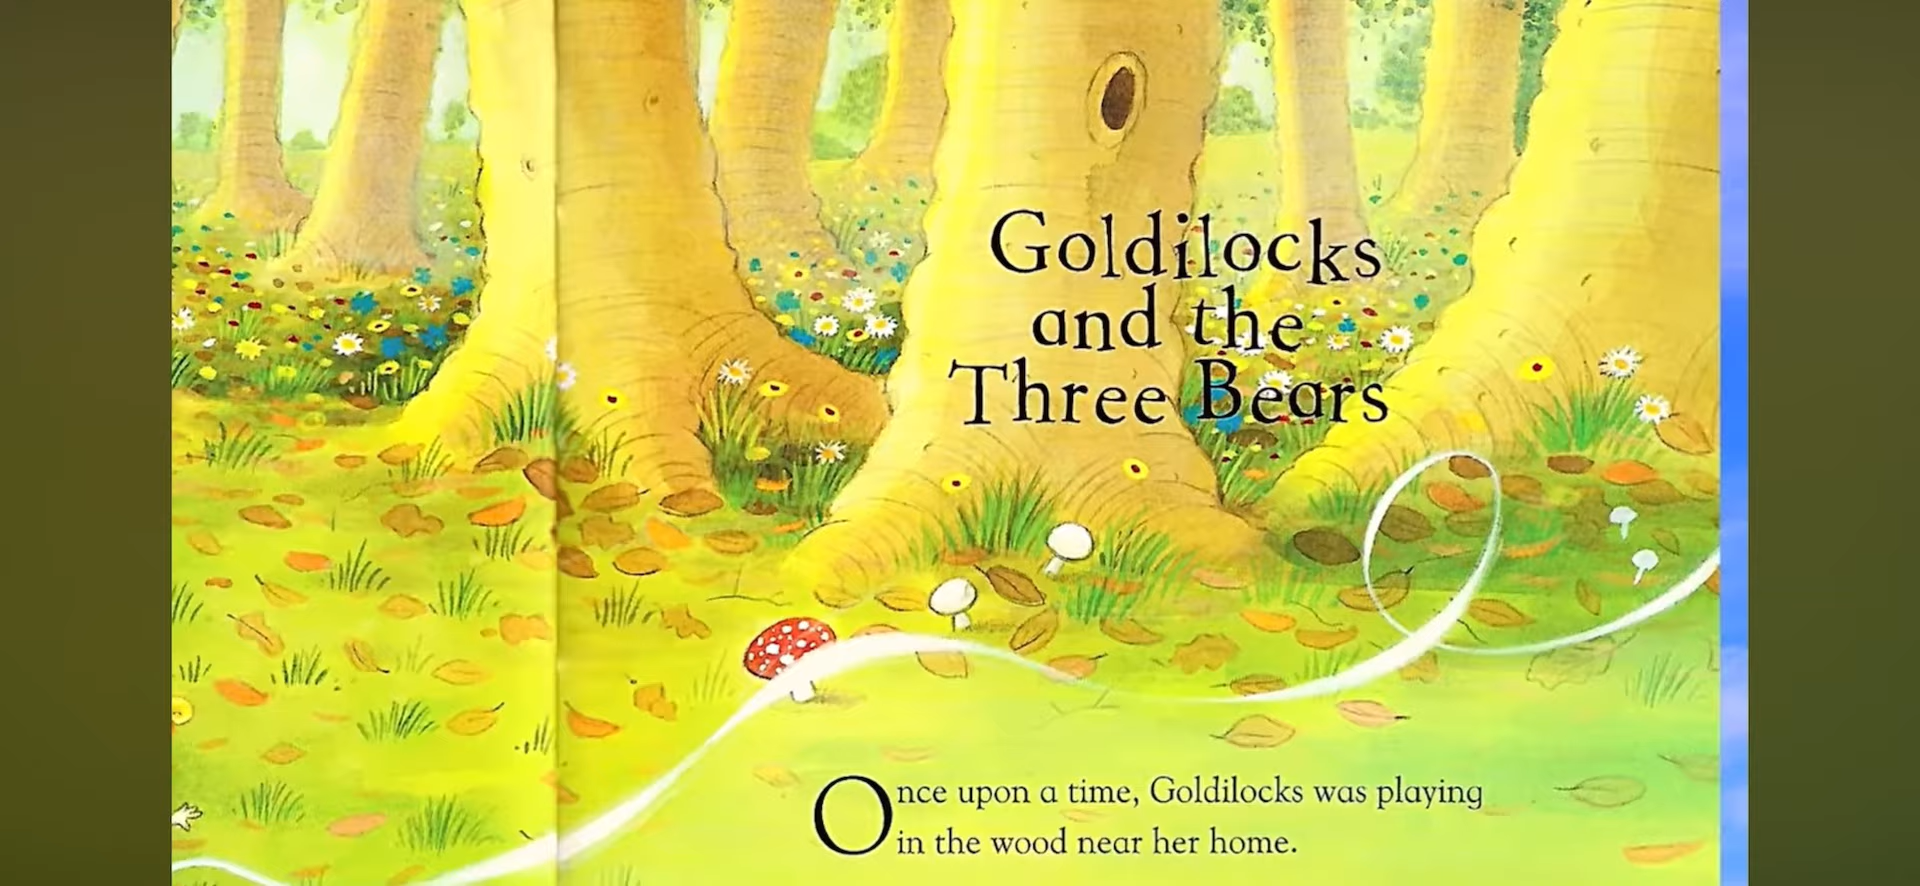 Goldilocks
and the
Three Bears
Once upon a time, Goldilocks was playing
in the wood near her home.